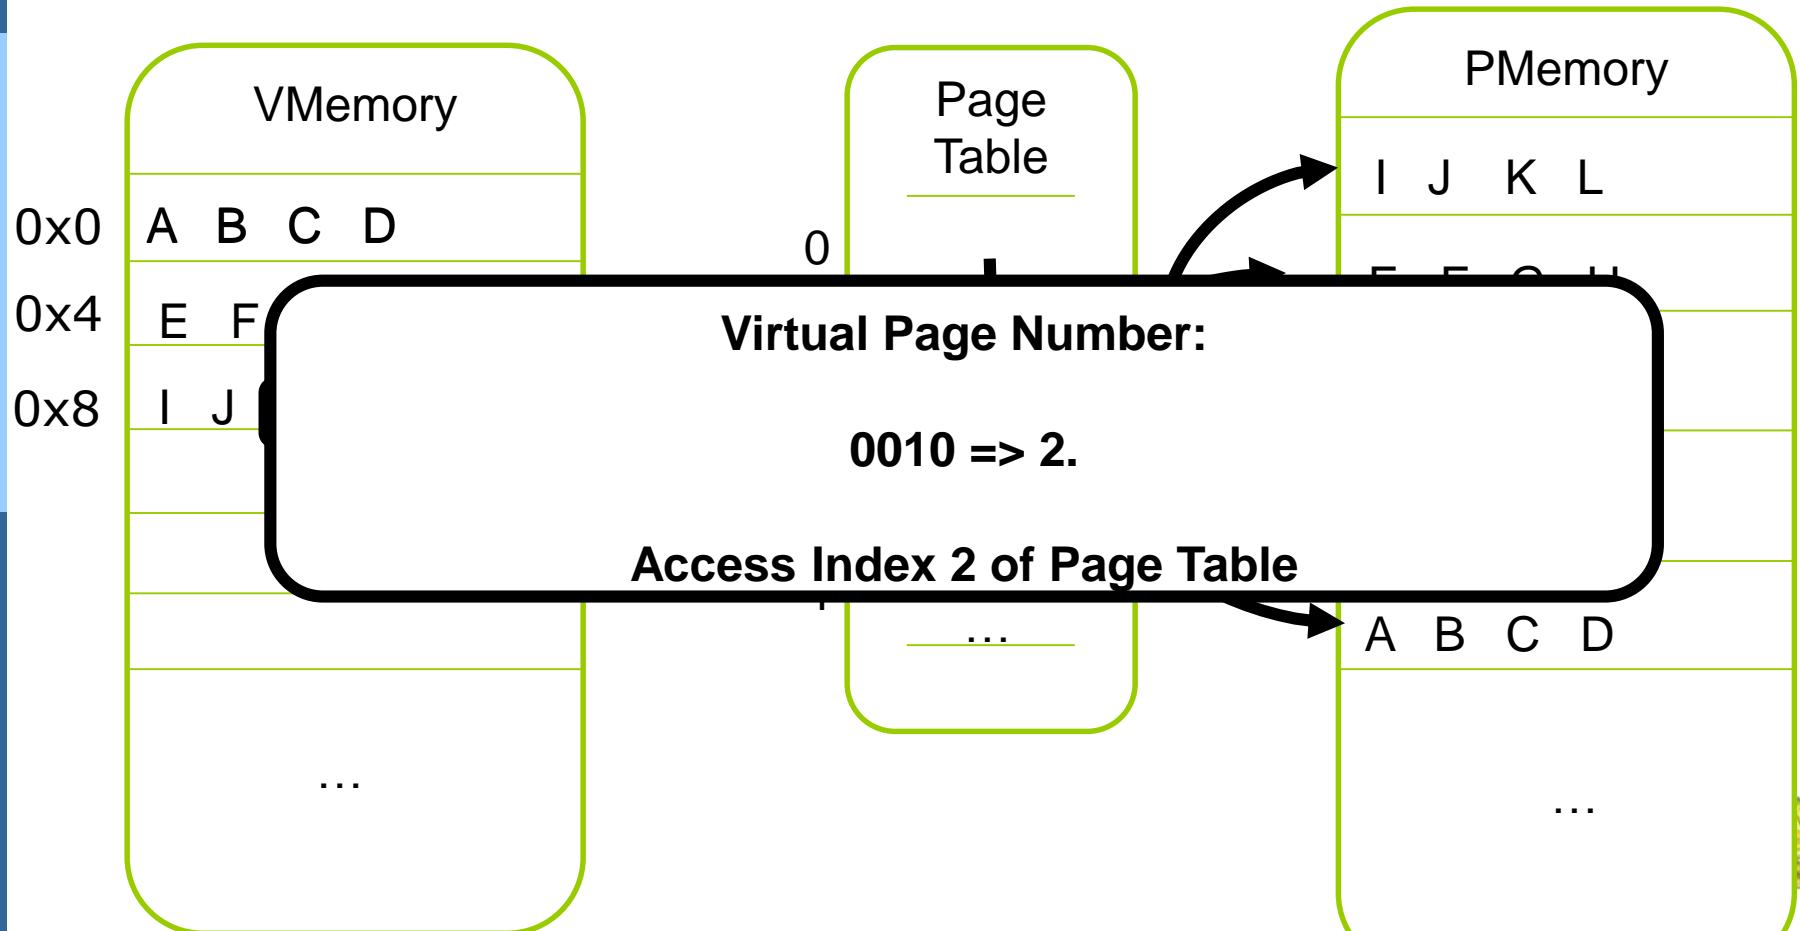 VMemory
Page
Table
PMemory
0x0
A B C D
0
I J K L
0x4
E F
Virtual Page Number:
0x8
I J
0010 => 2.
Access Index 2 of Page Table
…
A B C D
…
…